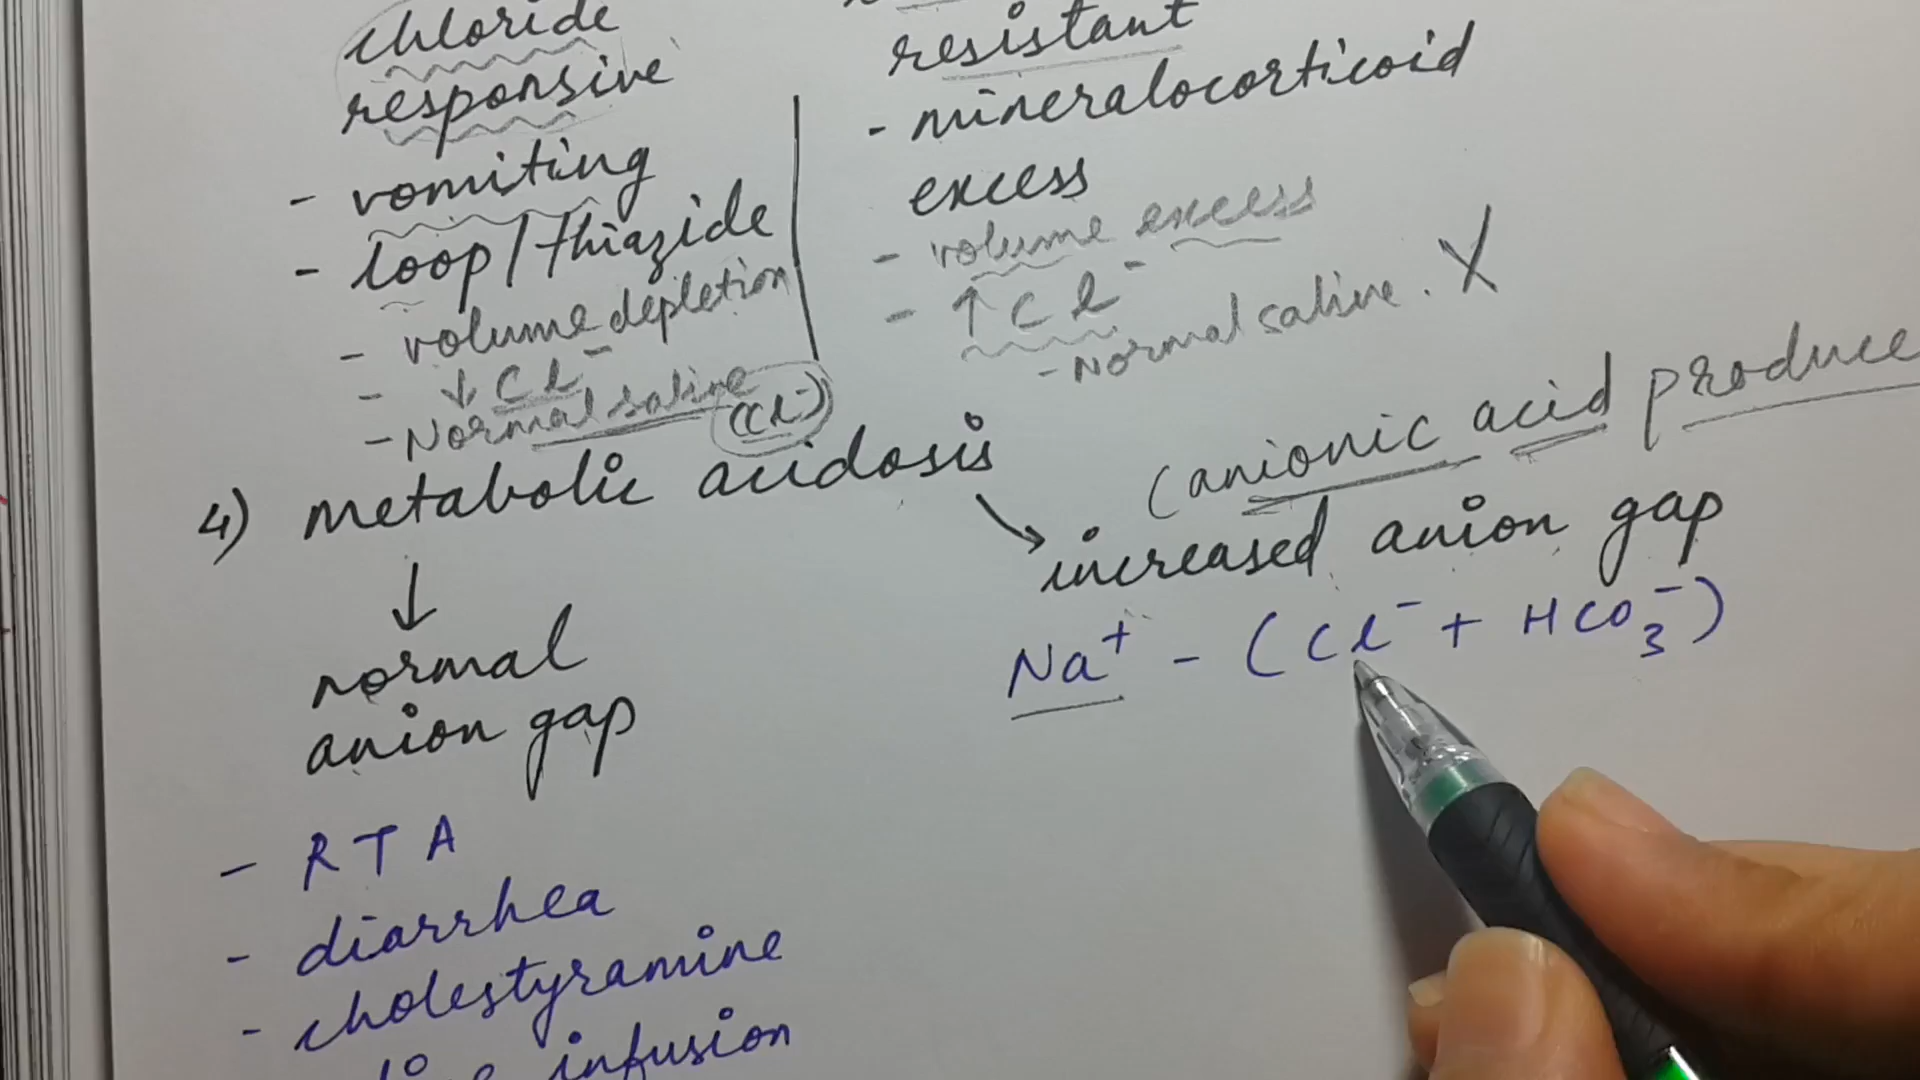 chloride
responsive
- vomiting
- loop/thiazide
- volume depletion
- ↓ Cl⁻
- Normal saline
(Cl⁻)
resistant
- mineralocorticoid
excess
- volume excess
- ↑ Cl⁻
- Normal saline. X
4) metabolic acidosis
↓
normal
anion gap
- RTA
- diarrhea
- cholestyramine
infusion
↘ increased anion gap
(anionic acid produce
Na⁺ - (Cl⁻ + HCO₃⁻)